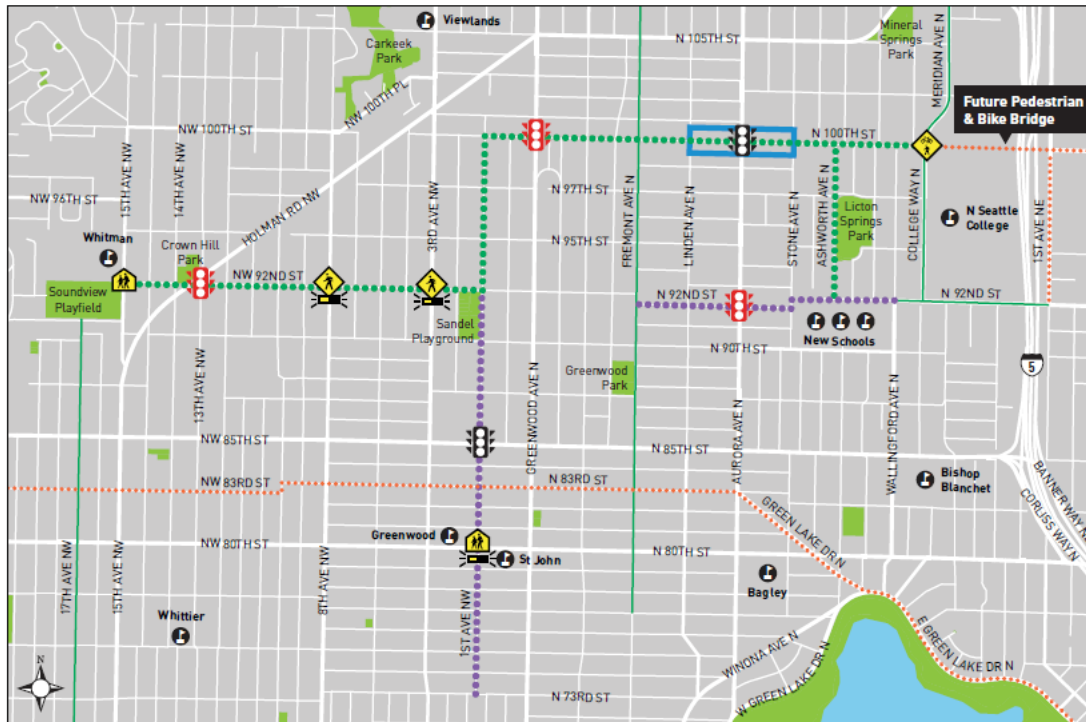 Viewlands
Carkeek
Park
N 105TH ST
Mineral
Springs
Park
MERIDIAN AVE N
Future Pedestrian
& Bike Bridge
NW 100TH PL
NW 100TH ST
N 100TH ST
15TH AVE NW
14TH AVE NW
NW 96TH ST
HOLMAN RD NW
3RD AVE NW
N 97TH ST
N 95TH ST
FREMONT AVE N
LINDEN AVE N
STONE AVE N
ASHWORTH AVE N
Licton
Springs
Park
COLLEGE WAY N
N Seattle
College
1ST AVE NE
Whitman
Crown Hill
Park
NW 92ND ST
Soundview
Playfield
Sandel
Playground
N 92ND ST
N 92ND ST
New Schools
N 90TH ST
Greenwood
Park
5
13TH AVE NW
GREENWOOD AVE N
AURORA AVE N
WALLINGFORD AVE N
NW 85TH ST
N 85TH ST
Bishop
Blanchet
BANNER WAY NE
CORLISS WAY N
NW 83RD ST
N 83RD ST
GREEN LAKE DR N
Greenwood
NW 80TH ST
N 80TH ST
St John
Bagley
17TH AVE NW
15TH AVE NW
8TH AVE NW
1ST AVE NW
Whittier
WINONA AVE N
E GREEN LAKE DR N
W GREEN LAKE DR N
N 73RD ST
N